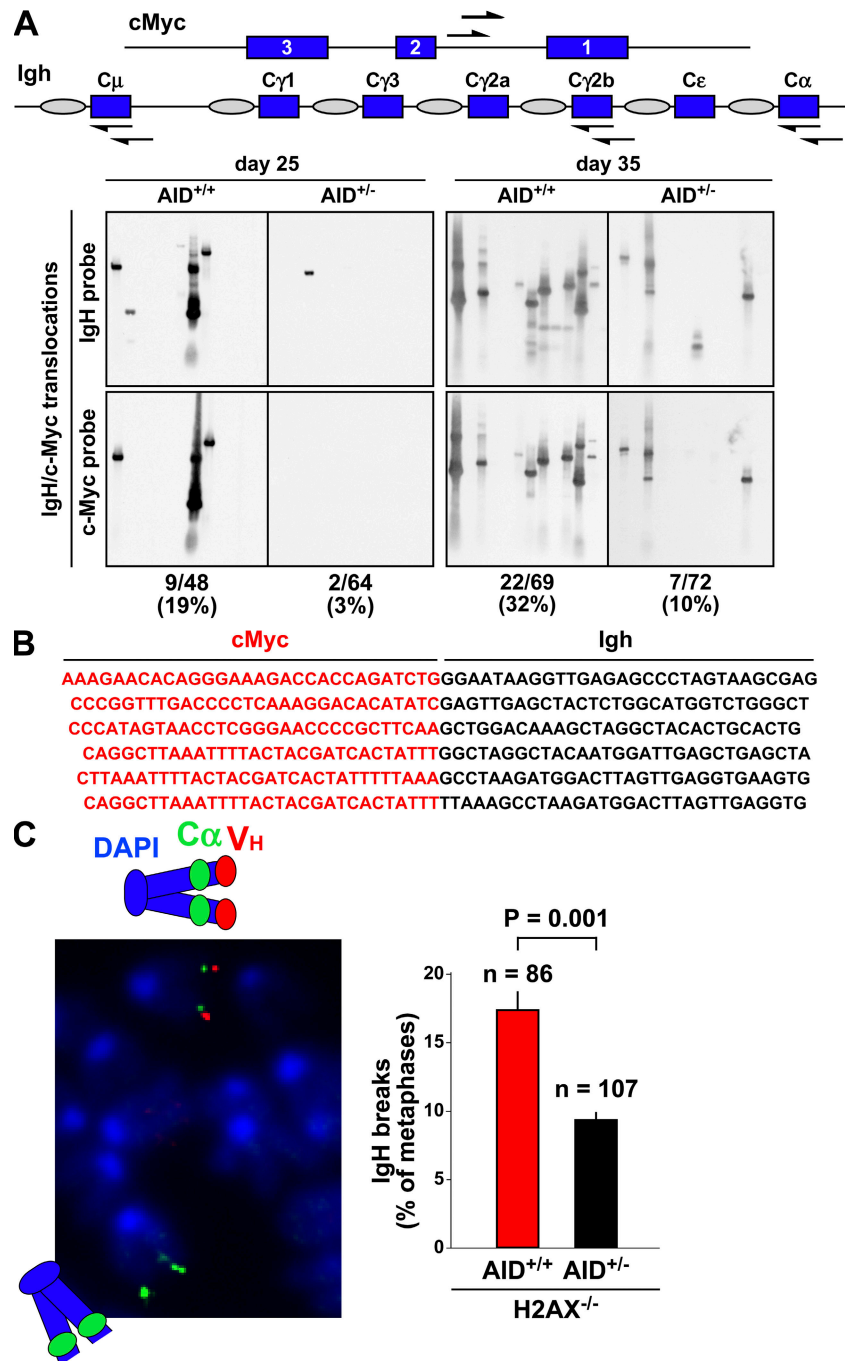 A
cMyc
3 2 1
Igh
Cμ Cγ1 Cγ3 Cγ2a Cγ2b Cε Cα
day 25 day 35
AID+/+ AID+/- AID+/+ AID+/-
IgH/c-Myc translocations
IgH probe
c-Myc probe
9/48 2/64 22/69 7/72
(19%) (3%) (32%) (10%)
B
cMyc Igh
AAAGAACACAGGGAAAGACCACCAGATCTGGGAATAAGGTTGAGAGCCCTAGTAAGCGAG
CCCGGTTTGACCCCTCAAAGGACACATATCGAGTTGAGCTACTCTGGCATGGTCTGGGCT
CCCATAGTAACCTCGGGAACCCCGCTTCAAGCTGGACAAAGCTAGGCTACACTGCACTG
CAGGCTTAAATTTTACTACGATCACTATTTGGCTAGGCTACAATGGATTGAGCTGAGCTA
CTTAAATTTTACTACGATCACTATTTTTAAAGCCTAAGATGGACTTAGTTGAGGTGAAGTG
CAGGCTTAAATTTTACTACGATCACTATTTTTAAAGCCTAAGATGGACTTAGTTGAGGTG
C
DAPI Cα VH
P = 0.001
n = 86
n = 107
IgH breaks
(% of metaphases)
20
15
10
5
0
AID+/+ AID+/-
H2AX-/-